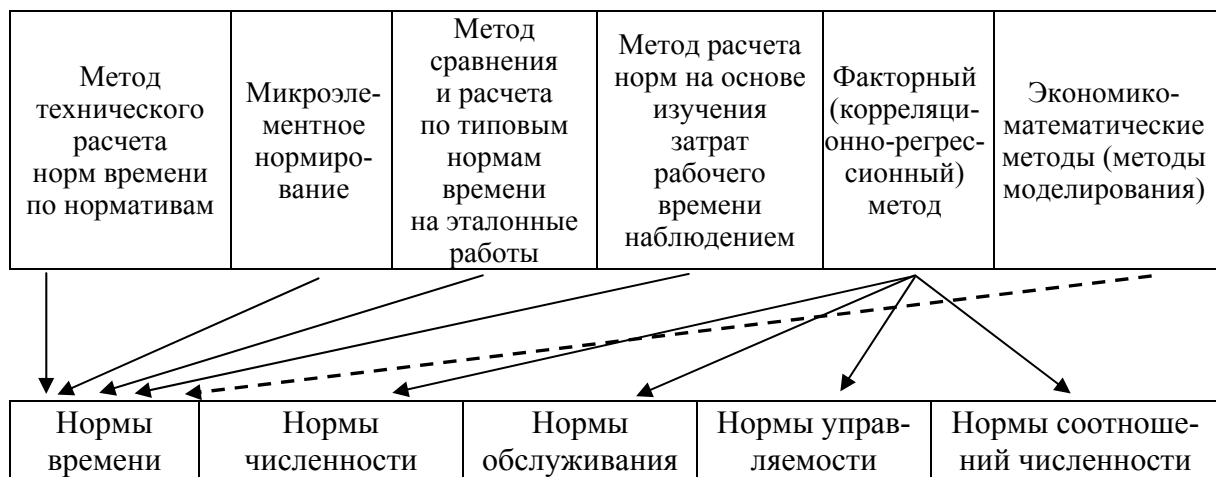 Метод
технического
расчета
норм времени
по нормативам
Микроэле-
ментное
нормиро-
вание
Метод
сравнения
и расчета
по типовым
нормам
времени
на эталонные
работы
Метод расчета
норм на основе
изучения
затрат
рабочего
времени
наблюдением
Факторный
(корреляци-
онно-регрес-
сионный)
метод
Экономико-
математические
методы (методы
моделирования)
Нормы
времени
Нормы
численности
Нормы
обслуживания
Нормы управ-
ляемости
Нормы соотноше-
ний численности